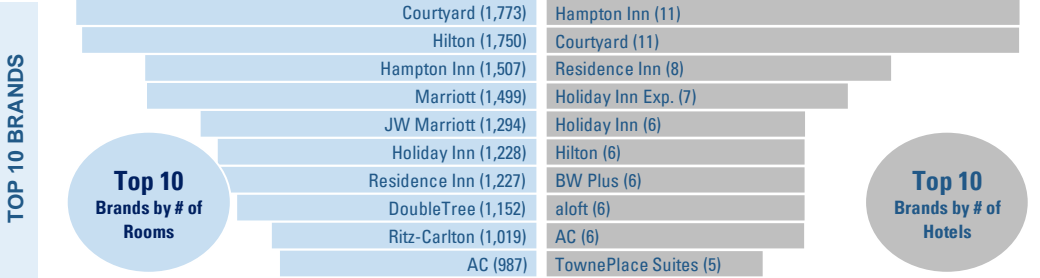 TOP 10 BRANDS
Courtyard (1,773)
Hilton (1,750)
Hampton Inn (1,507)
Marriott (1,499)
JW Marriott (1,294)
Holiday Inn (1,228)
Residence Inn (1,227)
DoubleTree (1,152)
Ritz-Carlton (1,019)
AC (987)
Top 10
Brands by # of
Rooms
Hampton Inn (11)
Courtyard (11)
Residence Inn (8)
Holiday Inn Exp. (7)
Holiday Inn (6)
Hilton (6)
BW Plus (6)
aloft (6)
AC (6)
TownePlace Suites (5)
Top 10
Brands by # of
Hotels